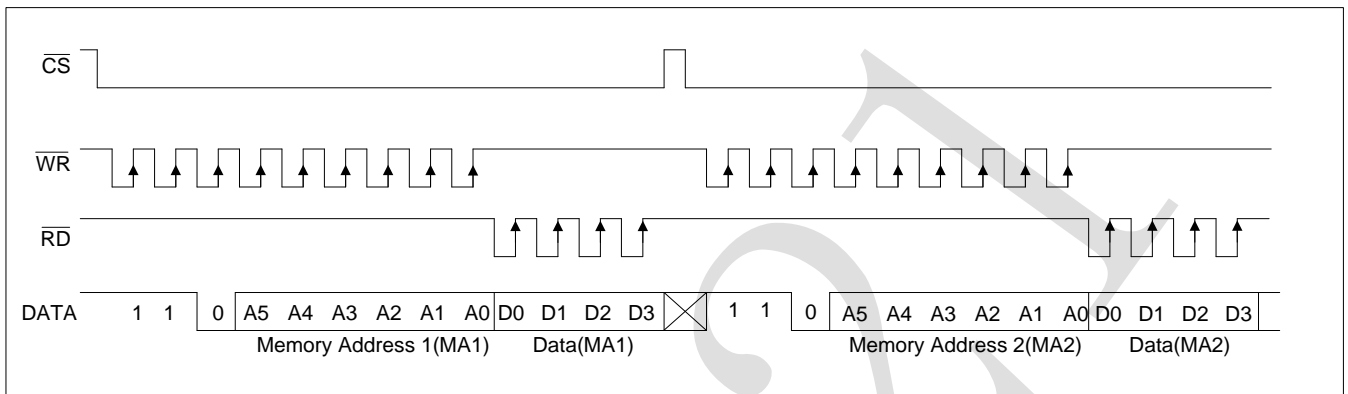 CS
WR
RD
DATA 1 1 0 A5 A4 A3 A2 A1 A0 D0 D1 D2 D3 1 1 0 A5 A4 A3 A2 A1 A0 D0 D1 D2 D3
Memory Address 1(MA1) Data(MA1) Memory Address 2(MA2) Data(MA2)